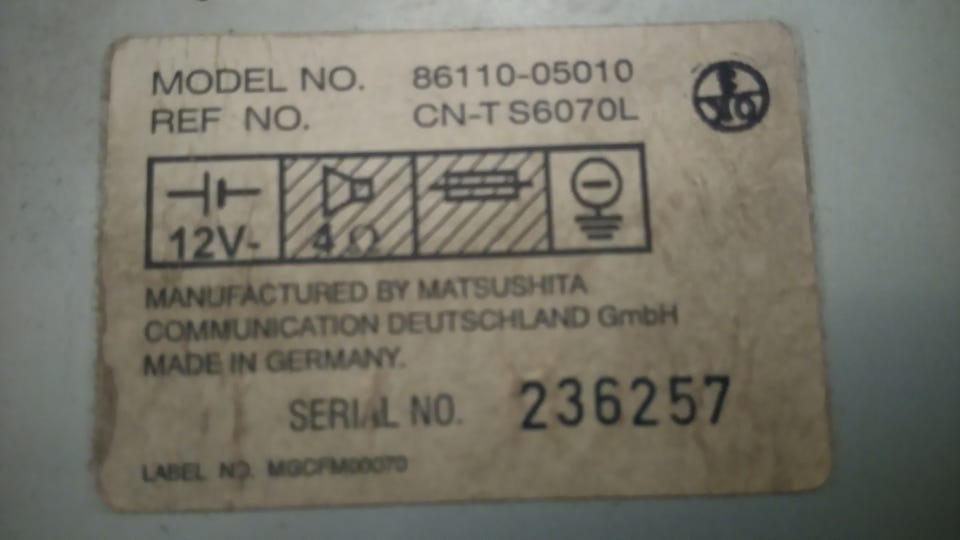 MODEL NO. 86110-05010
REF NO. CN-TS6070L
12V- 4Ω
MANUFACTURED BY MATSUSHITA
COMMUNICATION DEUTSCHLAND GmbH
MADE IN GERMANY.
SERIAL NO. 236257
LABEL NO. MGCFM00070